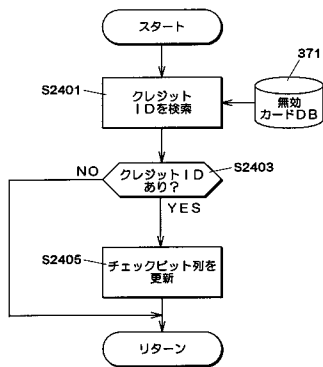 スタート
S2401
クレジット
IDを検索
371
無効
カードDB
NO
クレジットID
あり?
S2403
YES
S2405
チェックビット列を
更新
リターン